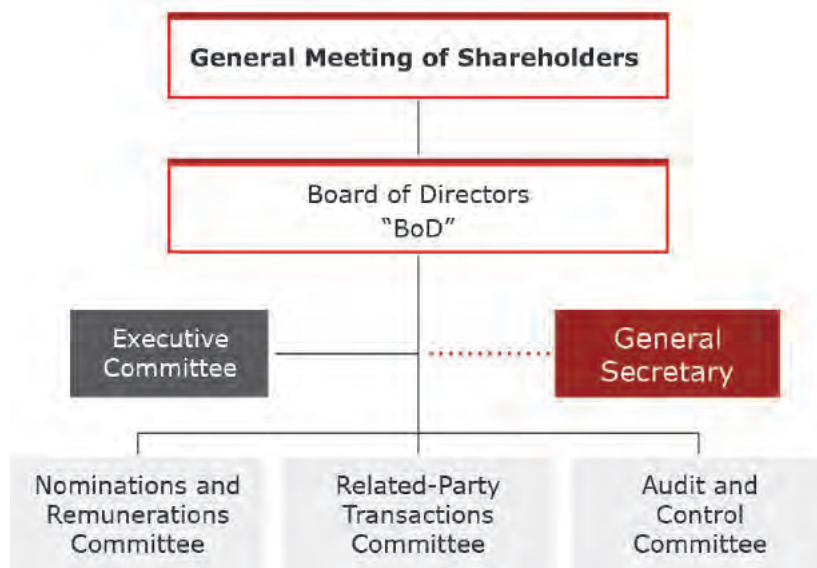 General Meeting of Shareholders
Board of Directors
“BoD”
Executive
Committee
General
Secretary
Nominations and
Remunerations
Committee
Related-Party
Transactions
Committee
Audit and
Control
Committee